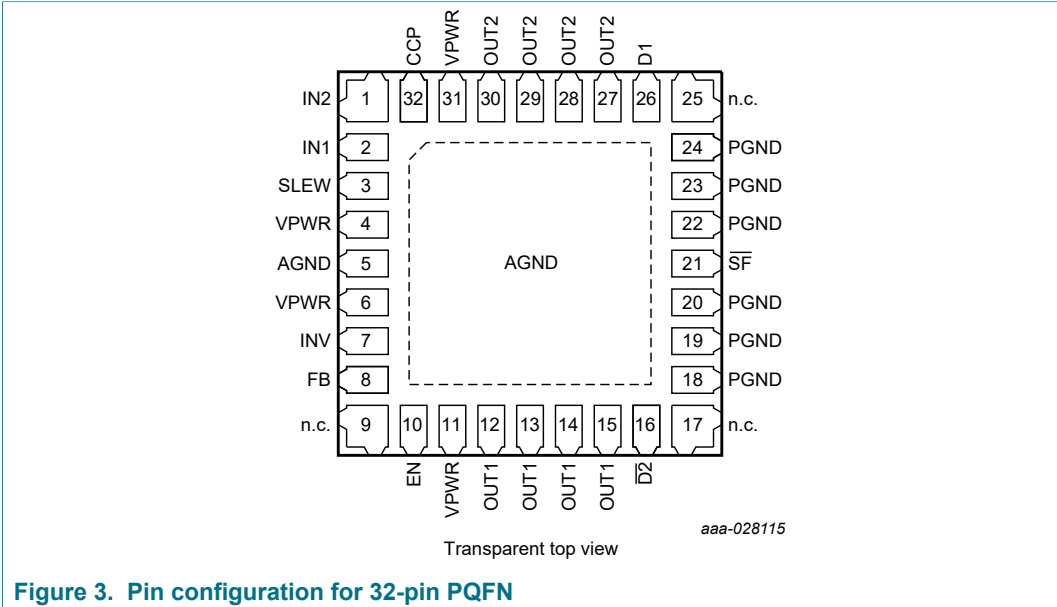 CCP VPWR OUT2 OUT2 OUT2 OUT2 D1
IN2 1 32 31 30 29 28 27 26 25 n.c.
IN1 2 24 PGND
SLEW 3 23 PGND
VPWR 4 22 PGND
AGND 5 AGND 21 S̅F̅
VPWR 6 20 PGND
INV 7 19 PGND
FB 8 18 PGND
n.c. 9 10 11 12 13 14 15 16 17 n.c.
EN VPWR OUT1 OUT1 OUT1 OUT1 D̅2̅
aaa-028115
Transparent top view
Figure 3. Pin configuration for 32-pin PQFN